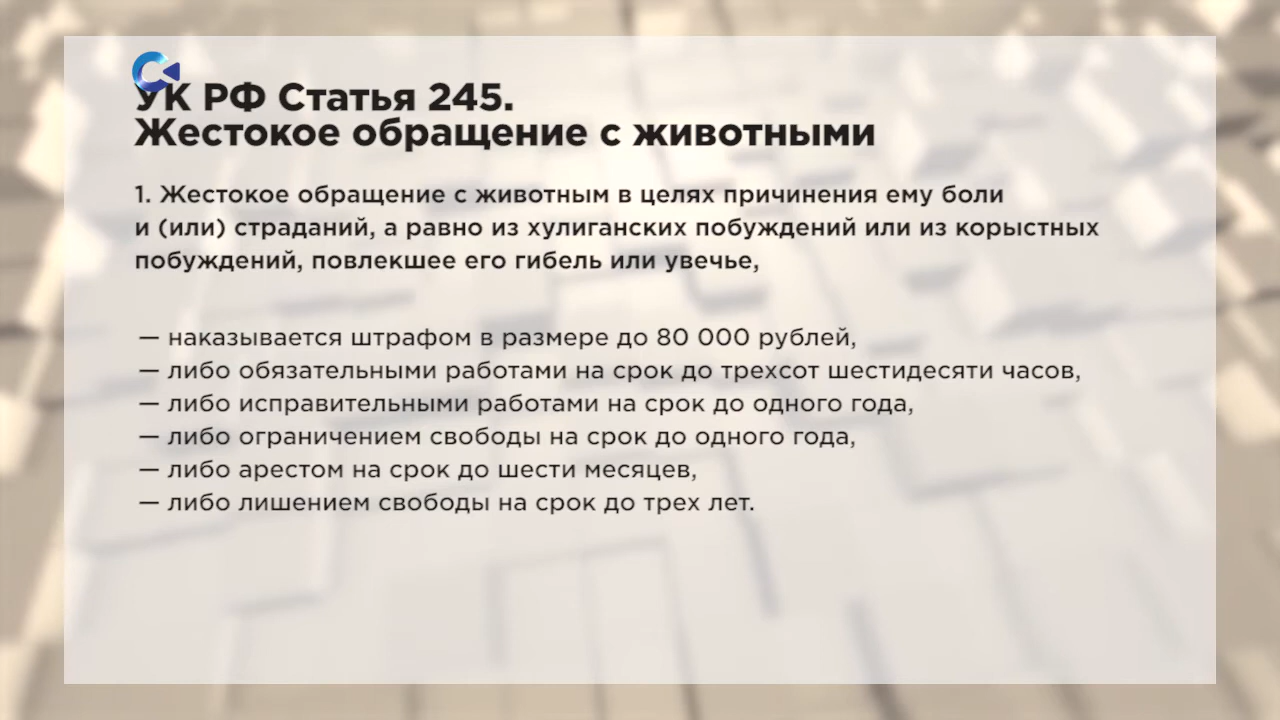 УК РФ Статья 245.
Жестокое обращение с животными
1. Жестокое обращение с животным в целях причинения ему боли
и (или) страданий, а равно из хулиганских побуждений или из корыстных
побуждений, повлекшее его гибель или увечье,
— наказывается штрафом в размере до 80 000 рублей,
— либо обязательными работами на срок до трехсот шестидесяти часов,
— либо исправительными работами на срок до одного года,
— либо ограничением свободы на срок до одного года,
— либо арестом на срок до шести месяцев,
— либо лишением свободы на срок до трех лет.